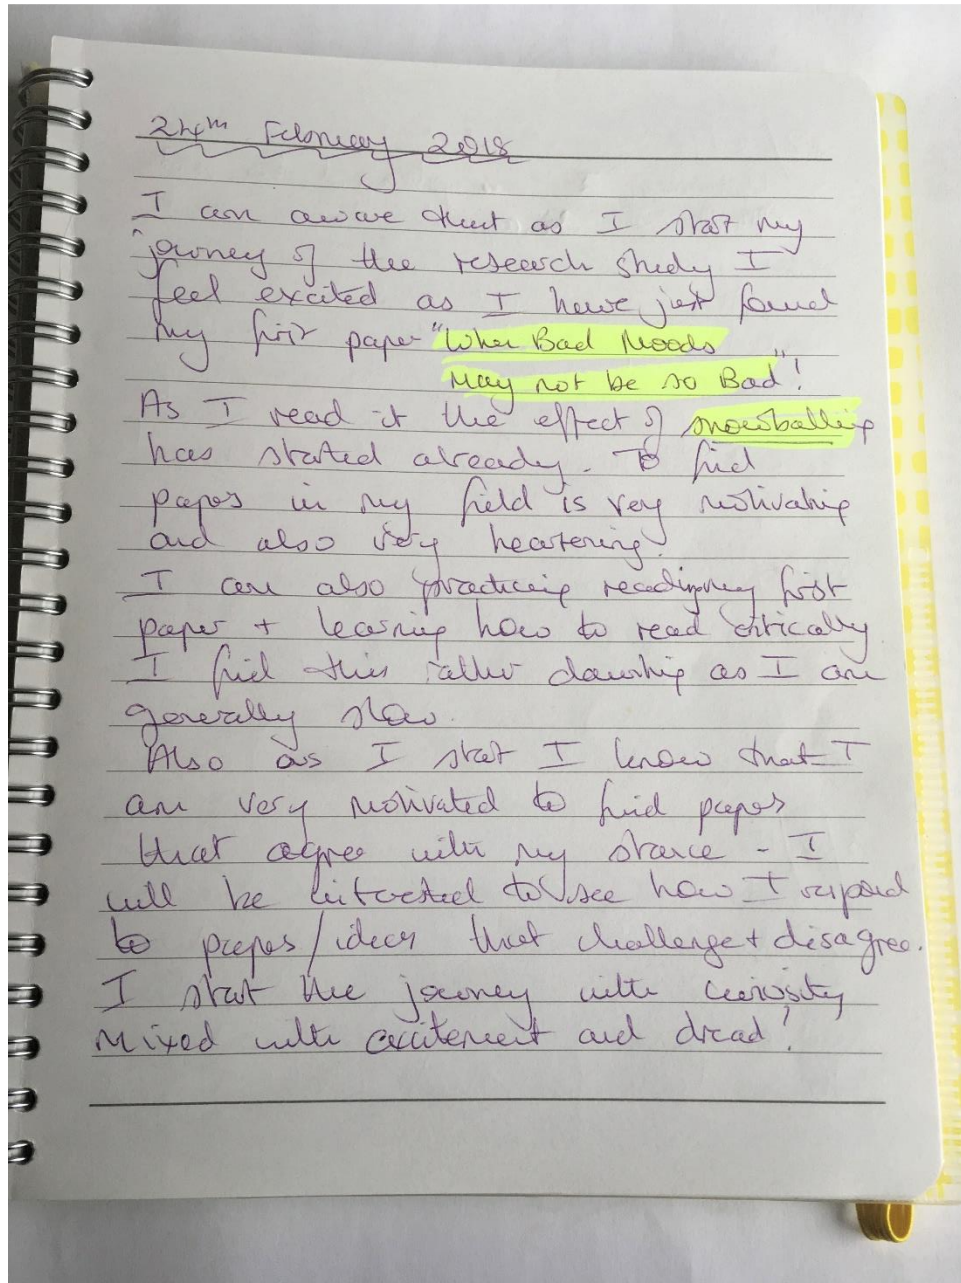 24th February 2018
I am aware that as I start my
journey of the research study I
feel excited as I have just found
my first paper "When Bad Moods
May not be so Bad"!
As I read it the effect of snowballing
has started already. To find
papers in my field is very motivating
and also very heartening.
I am also practicing reading my first
paper + learning how to read critically
I find this rather daunting as I am
generally slow.
Also as I start I know that I
am very motivated to find papers
that agree with my stance - I
will be interested to see how I respond
to papers/ideas that challenge + disagree.
I start the journey with curiosity
mixed with excitement and dread!